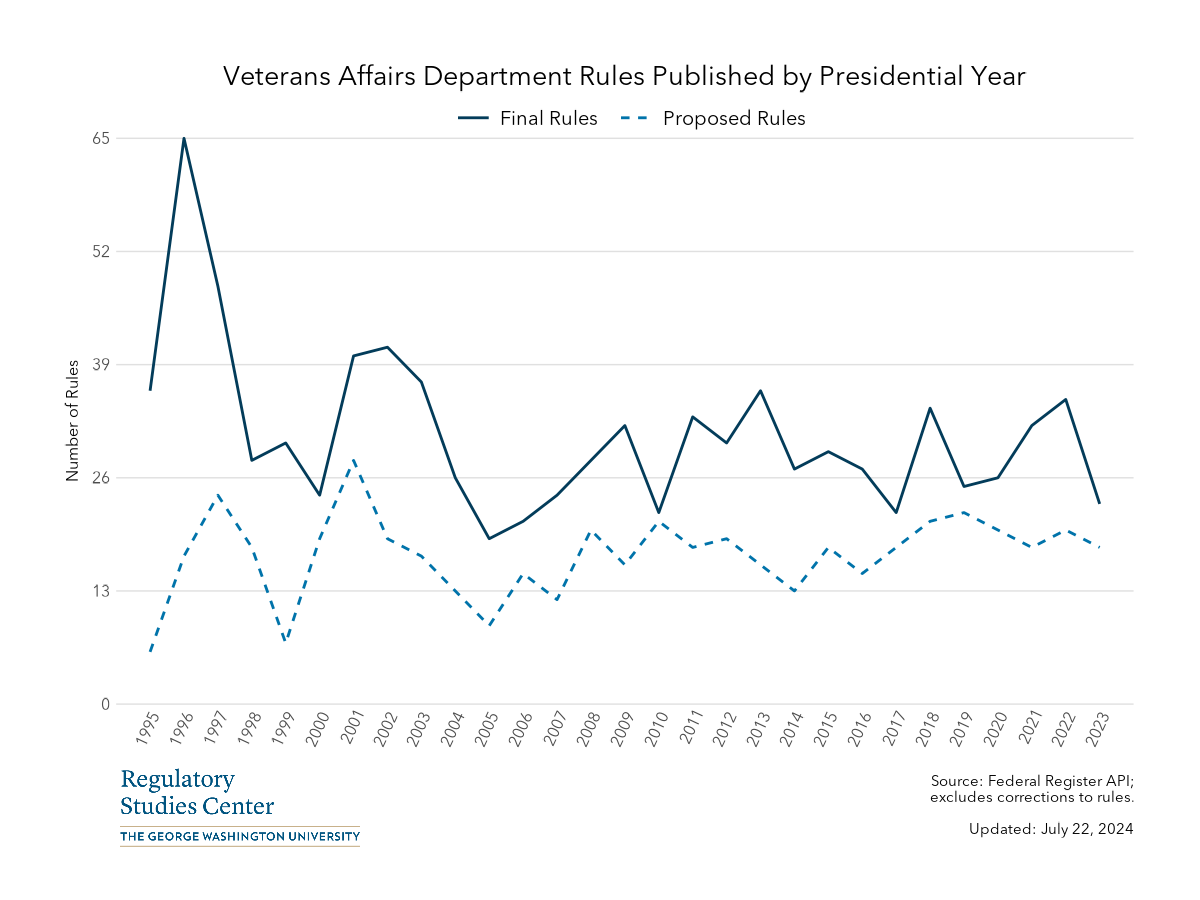 Veterans Affairs Department Rules Published by Presidential Year
Final Rules Proposed Rules
65
52
39
26
13
0
Number of Rules
1995 1996 1997 1998 1999 2000 2001 2002 2003 2004 2005 2006 2007 2008 2009 2010 2011 2012 2013 2014 2015 2016 2017 2018 2019 2020 2021 2022 2023
Regulatory
Studies Center
THE GEORGE WASHINGTON UNIVERSITY
Source: Federal Register API;
excludes corrections to rules.
Updated: July 22, 2024